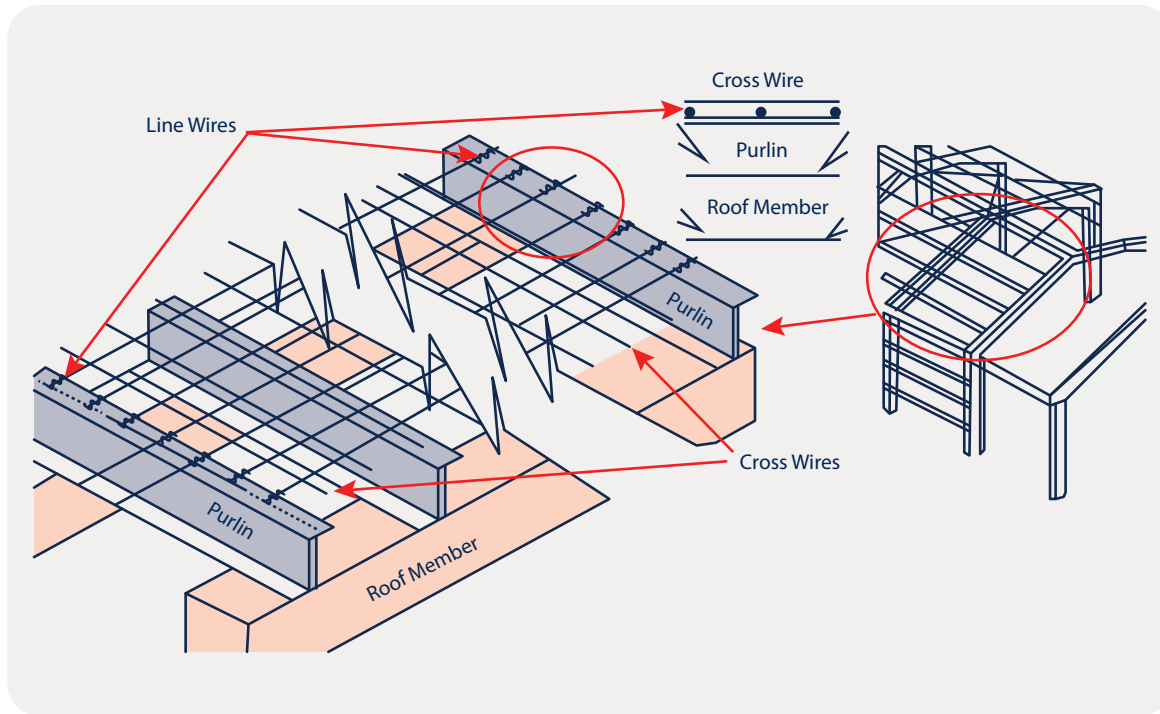 Cross Wire
Line Wires
Purlin
Roof Member
Purlin
Cross Wires
Purlin
Roof Member